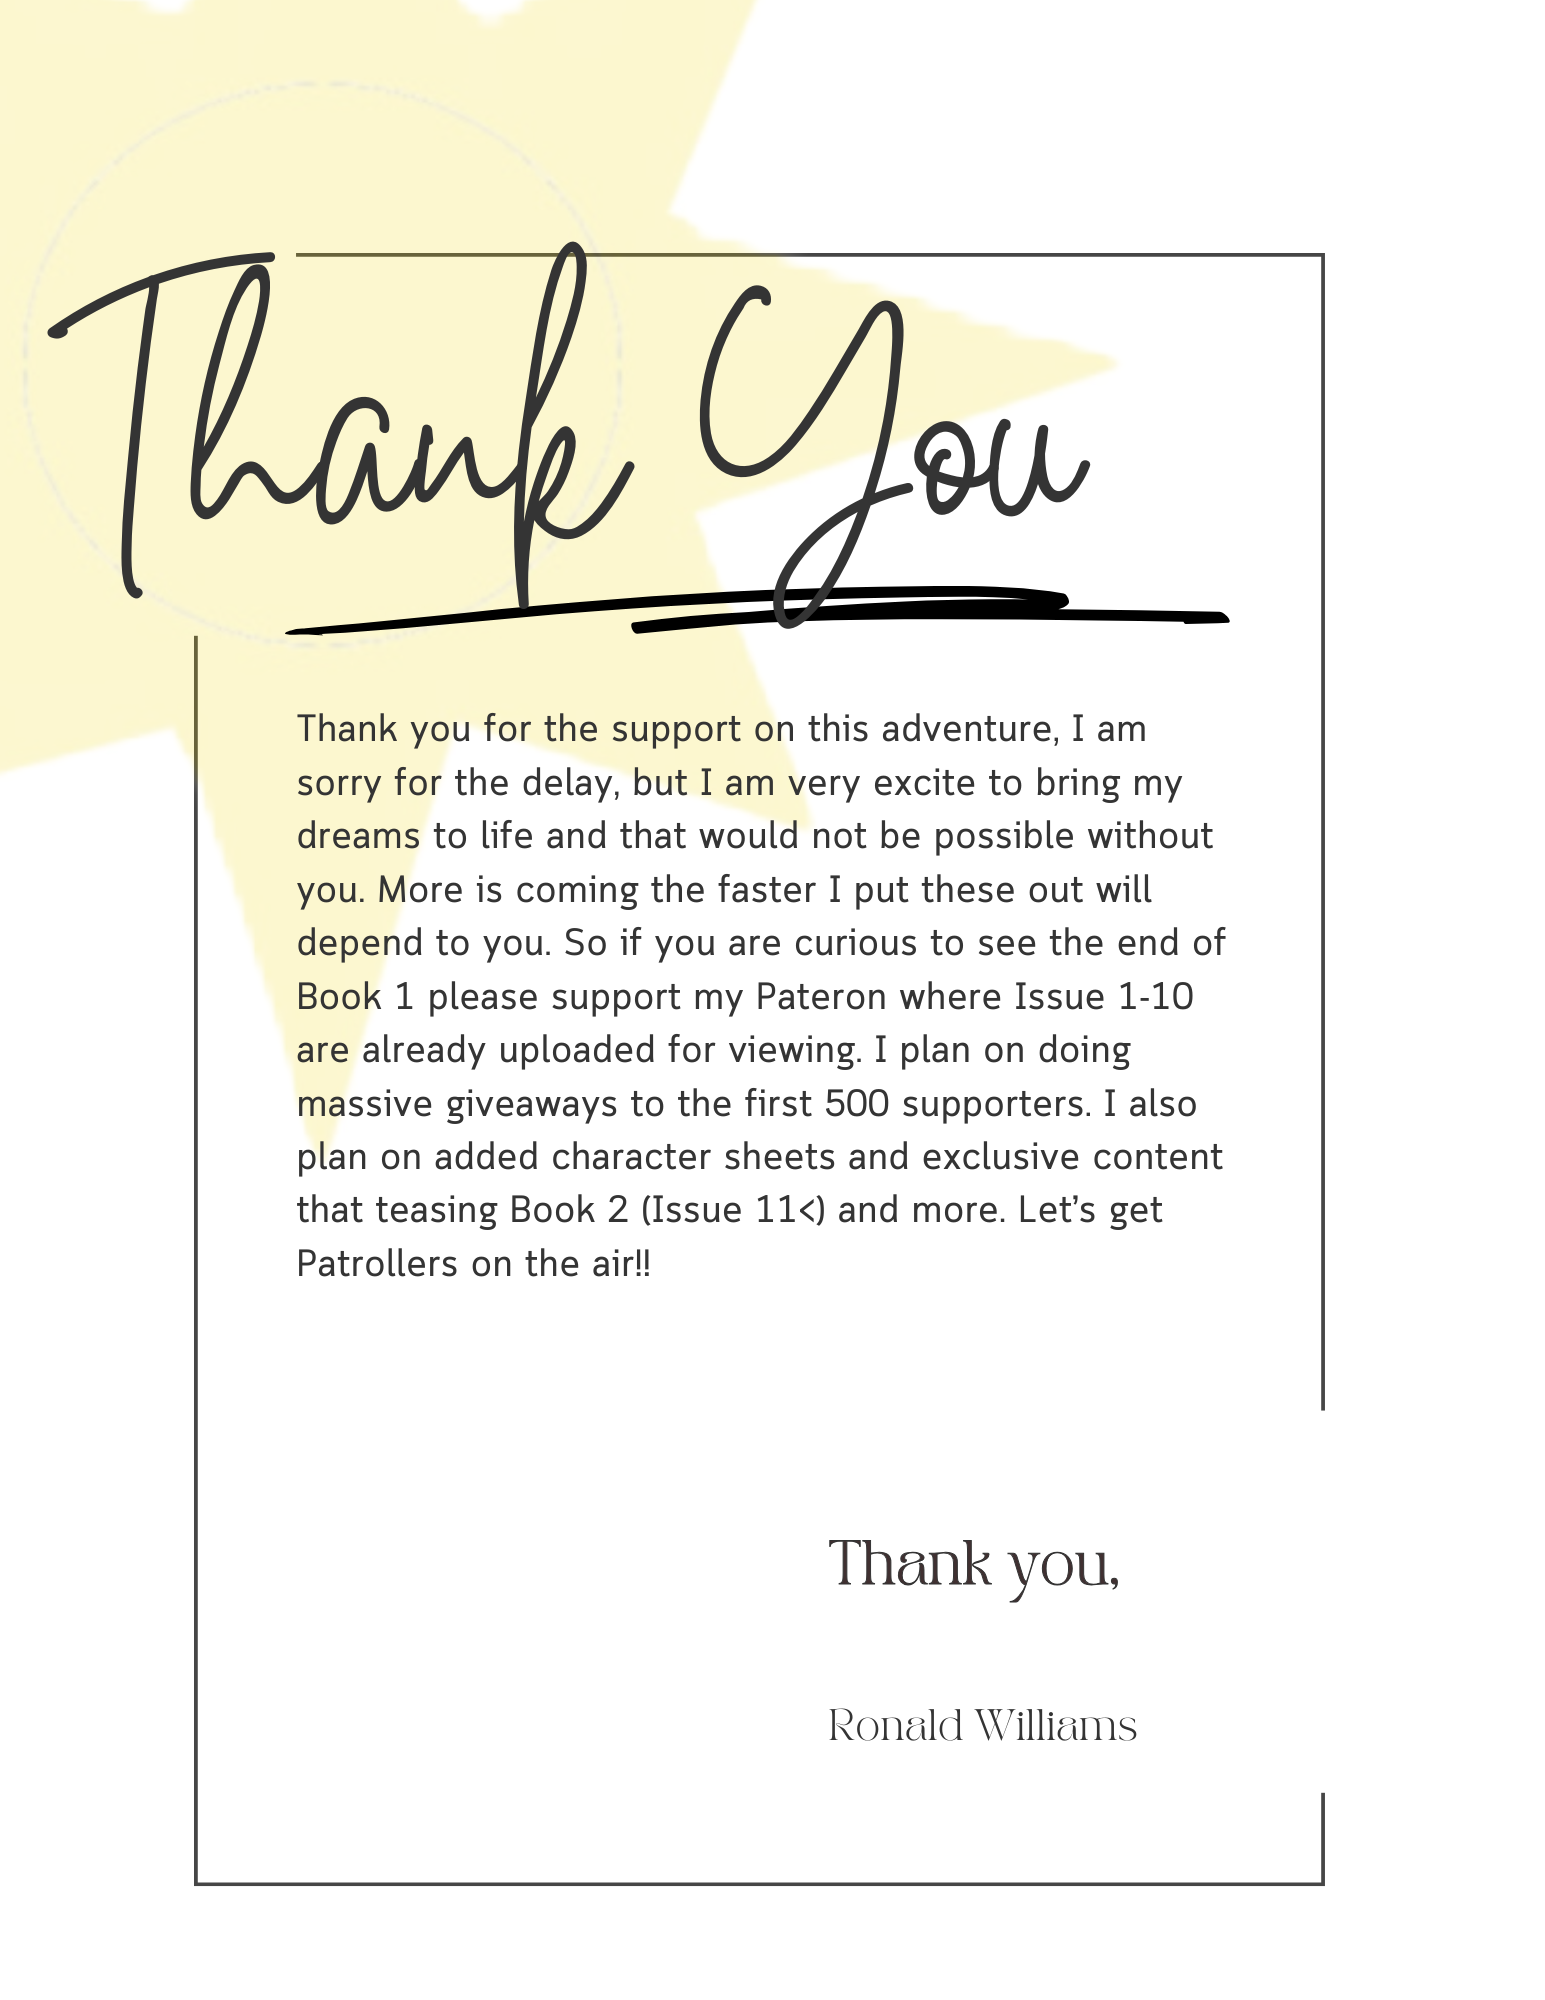 Thank You
Thank you for the support on this adventure, I am
sorry for the delay, but I am very excite to bring my
dreams to life and that would not be possible without
you. More is coming the faster I put these out will
depend to you. So if you are curious to see the end of
Book 1 please support my Pateron where Issue 1-10
are already uploaded for viewing. I plan on doing
massive giveaways to the first 500 supporters. I also
plan on added character sheets and exclusive content
that teasing Book 2 (Issue 11<) and more. Let’s get
Patrollers on the air!!
Thank you,
Ronald Williams